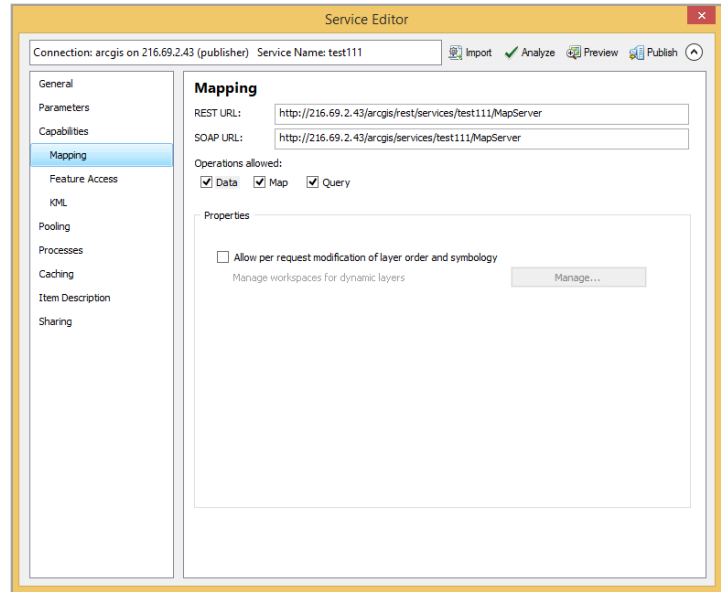 Service Editor
Connection: arcgis on 216.69.2.43 (publisher) Service Name: test111
Import
Analyze
Preview
Publish
General
Parameters
Capabilities
Mapping
Feature Access
KML
Pooling
Processes
Caching
Item Description
Sharing
Mapping
REST URL: http://216.69.2.43/arcgis/rest/services/test111/MapServer
SOAP URL: http://216.69.2.43/arcgis/services/test111/MapServer
Operations allowed:
Data Map Query
Properties
Allow per request modification of layer order and symbology
Manage workspaces for dynamic layers Manage...